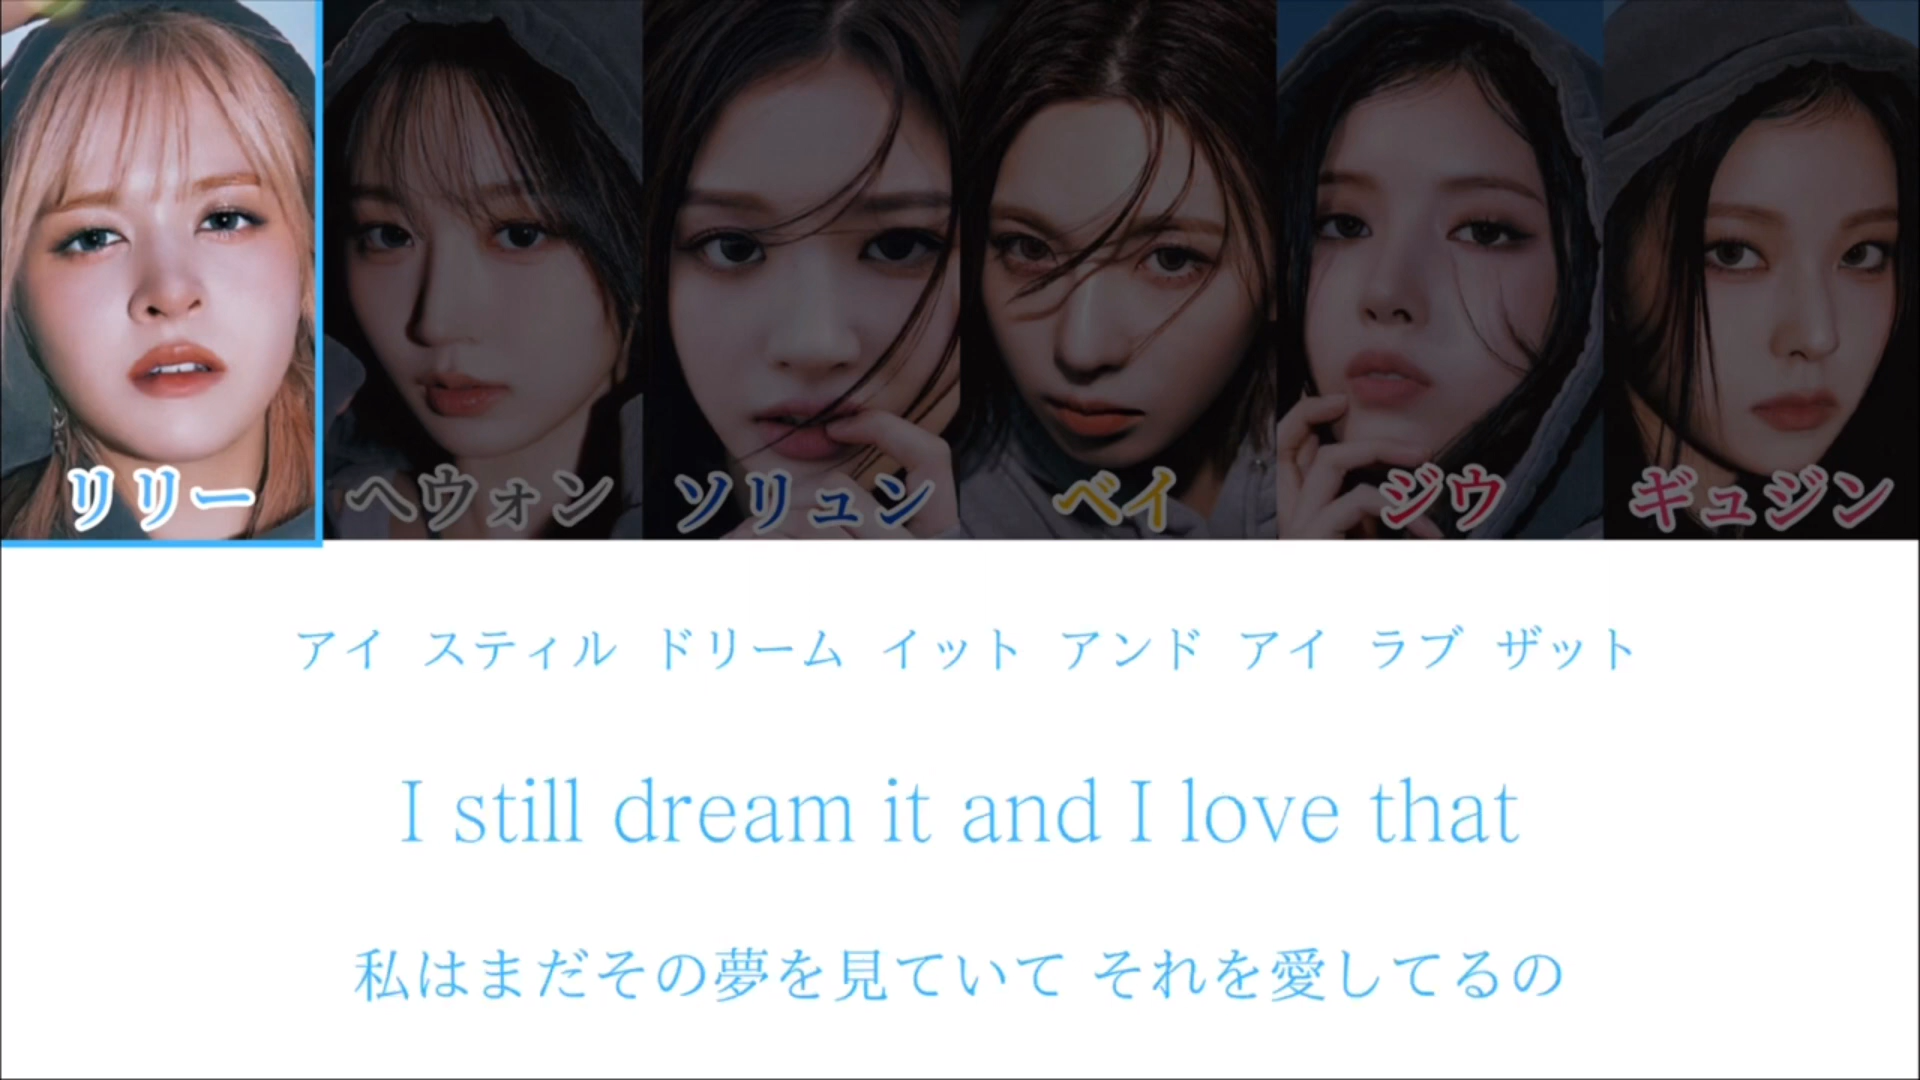 リリー ヘウォン ソリュン ベイ ジウ ギュジン
アイ スティル ドリーム イット アンド アイ ラブ ザット
I still dream it and I love that
私はまだその夢を見ていて それを愛してるの